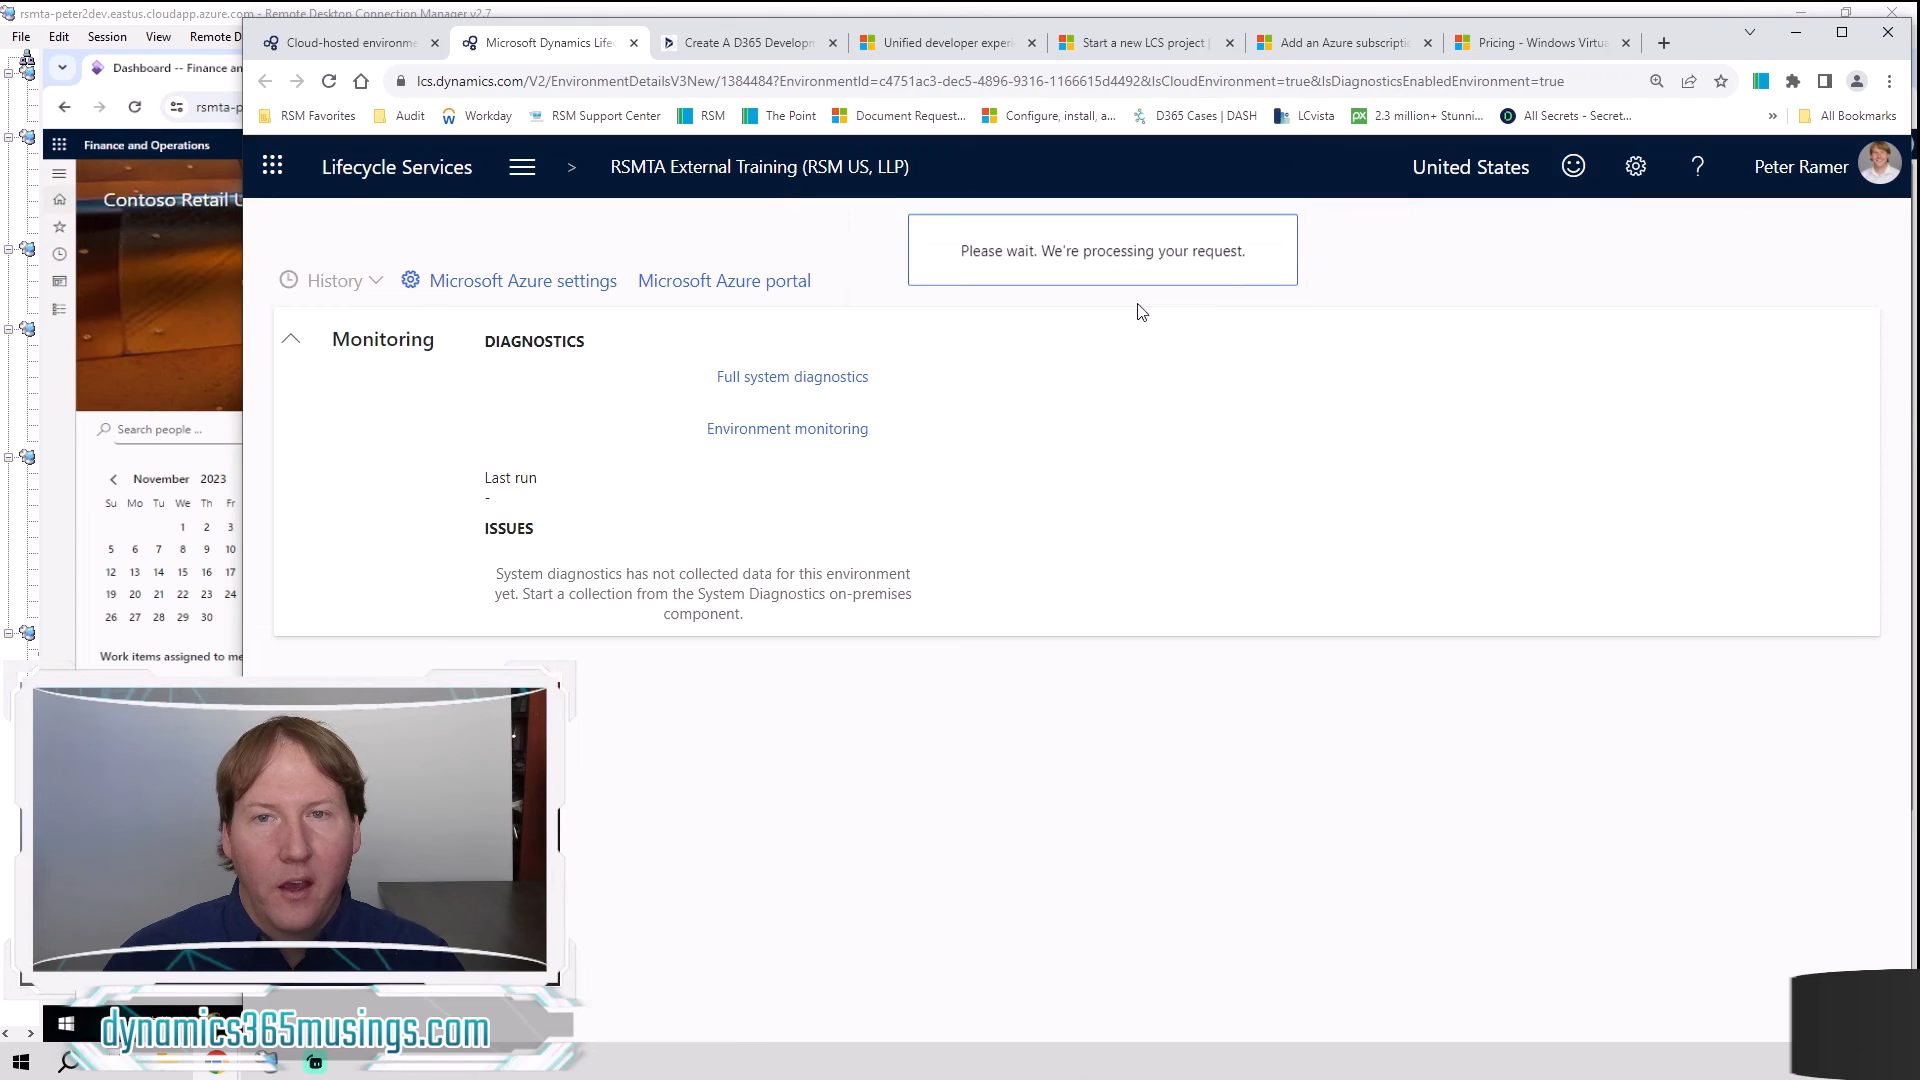 rsmta-peter2dev.eastus.cloudapp.azure.com - Remote Desktop Connection Manager v2.7
File Edit Session View Remote D
Cloud-hosted environme
Microsoft Dynamics Lifec
Create A D365 Developm
Unified developer experi
Start a new LCS project |
Add an Azure subscriptic
Pricing - Windows Virtua
Dashboard -- Finance an
lcs.dynamics.com/V2/EnvironmentDetailsV3New/1384484?EnvironmentId=c4751ac3-dec5-4896-9316-1166615d4492&IsCloudEnvironment=true&IsDiagnosticsEnabledEnvironment=true
rsmta-p
RSM Favorites Audit Workday RSM Support Center RSM The Point Document Request... Configure, install, a... D365 Cases | DASH LCvista 2.3 million+ Stunni... All Secrets - Secret... » All Bookmarks
Finance and Operations
Lifecycle Services > RSMTA External Training (RSM US, LLP) United States ? Peter Ramer
Contoso Retail U
Please wait. We're processing your request.
History Microsoft Azure settings Microsoft Azure portal
Monitoring
DIAGNOSTICS
Full system diagnostics
Environment monitoring
Last run
-
ISSUES
System diagnostics has not collected data for this environment
yet. Start a collection from the System Diagnostics on-premises
component.
Search people ...
November 2023
Su Mo Tu We Th Fr
1 2 3
5 6 7 8 9 10
12 13 14 15 16 17
19 20 21 22 23 24
26 27 28 29 30
Work items assigned to me
dynamics365musings.com